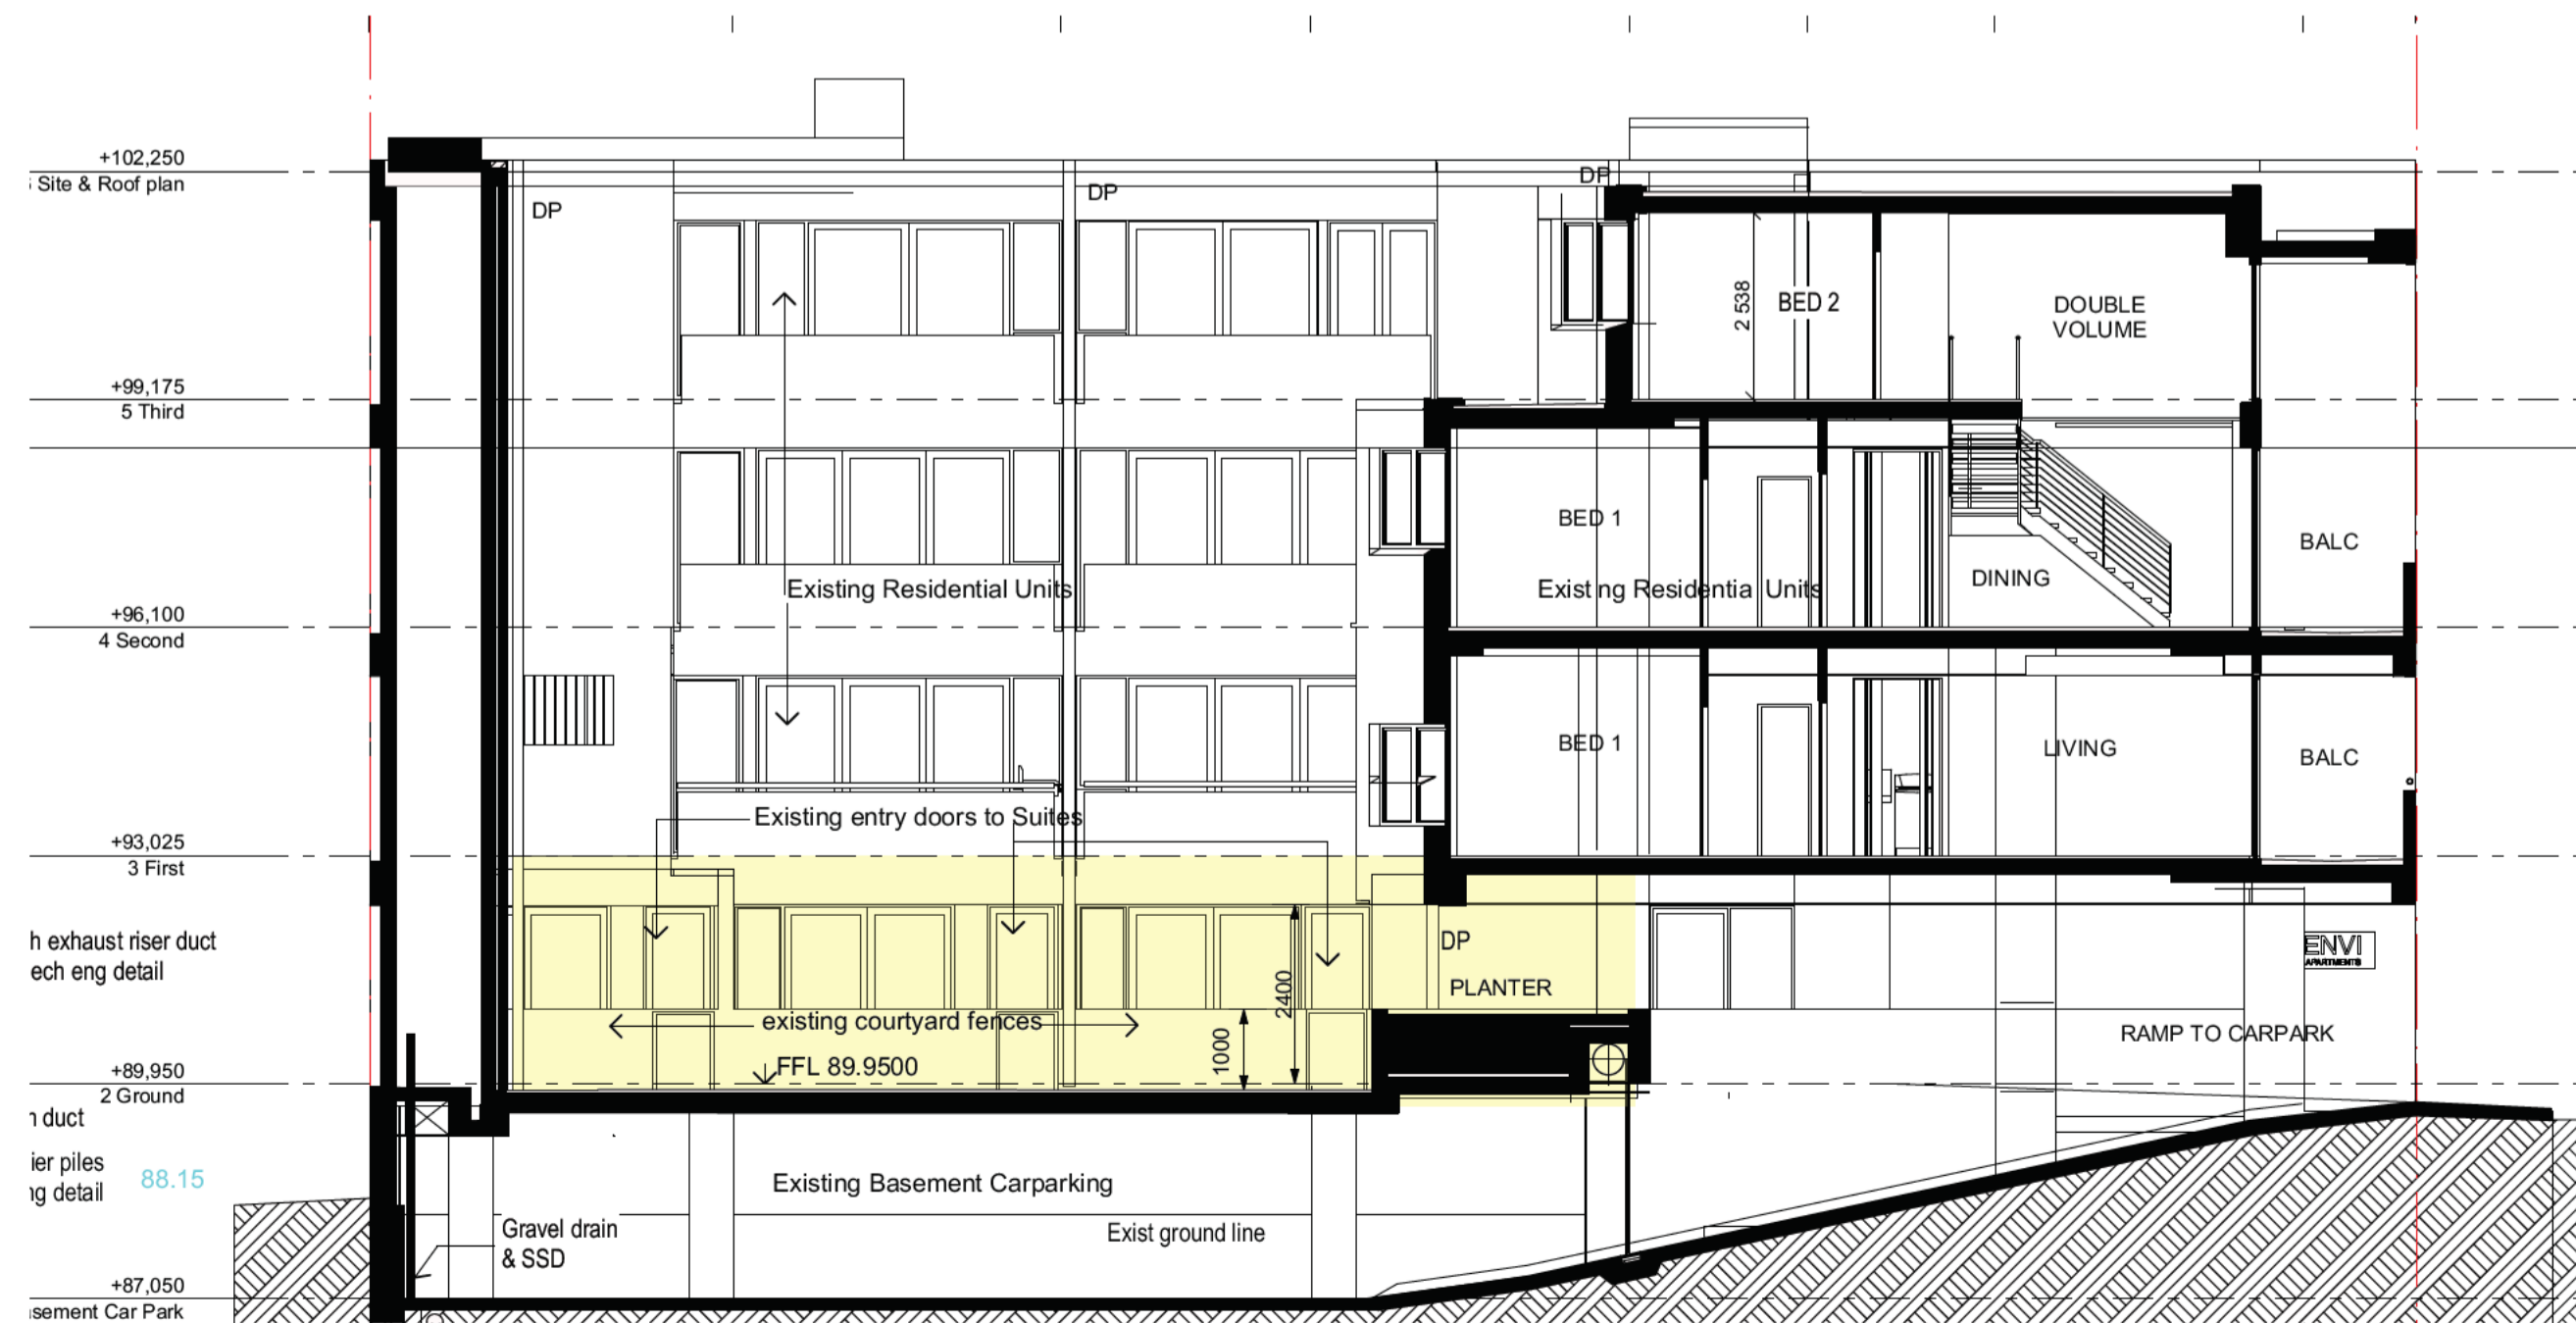 +102,250
Site & Roof plan
DP
DP
DP
2 538
BED 2
DOUBLE
VOLUME
+99,175
5 Third
BED 1
BALC
Existing Residential Units
Exist ng Residentia Units
DINING
+96,100
4 Second
BED 1
LIVING
BALC
Existing entry doors to Suites
+93,025
3 First
h exhaust riser duct
ech eng detail
DP
ENVI
APARTMENTS
PLANTER
2400
existing courtyard fences
1000
RAMP TO CARPARK
FFL 89.9500
+89,950
2 Ground
duct
ier piles
ng detail
88.15
Existing Basement Carparking
Gravel drain
& SSD
Exist ground line
+87,050
sement Car Park